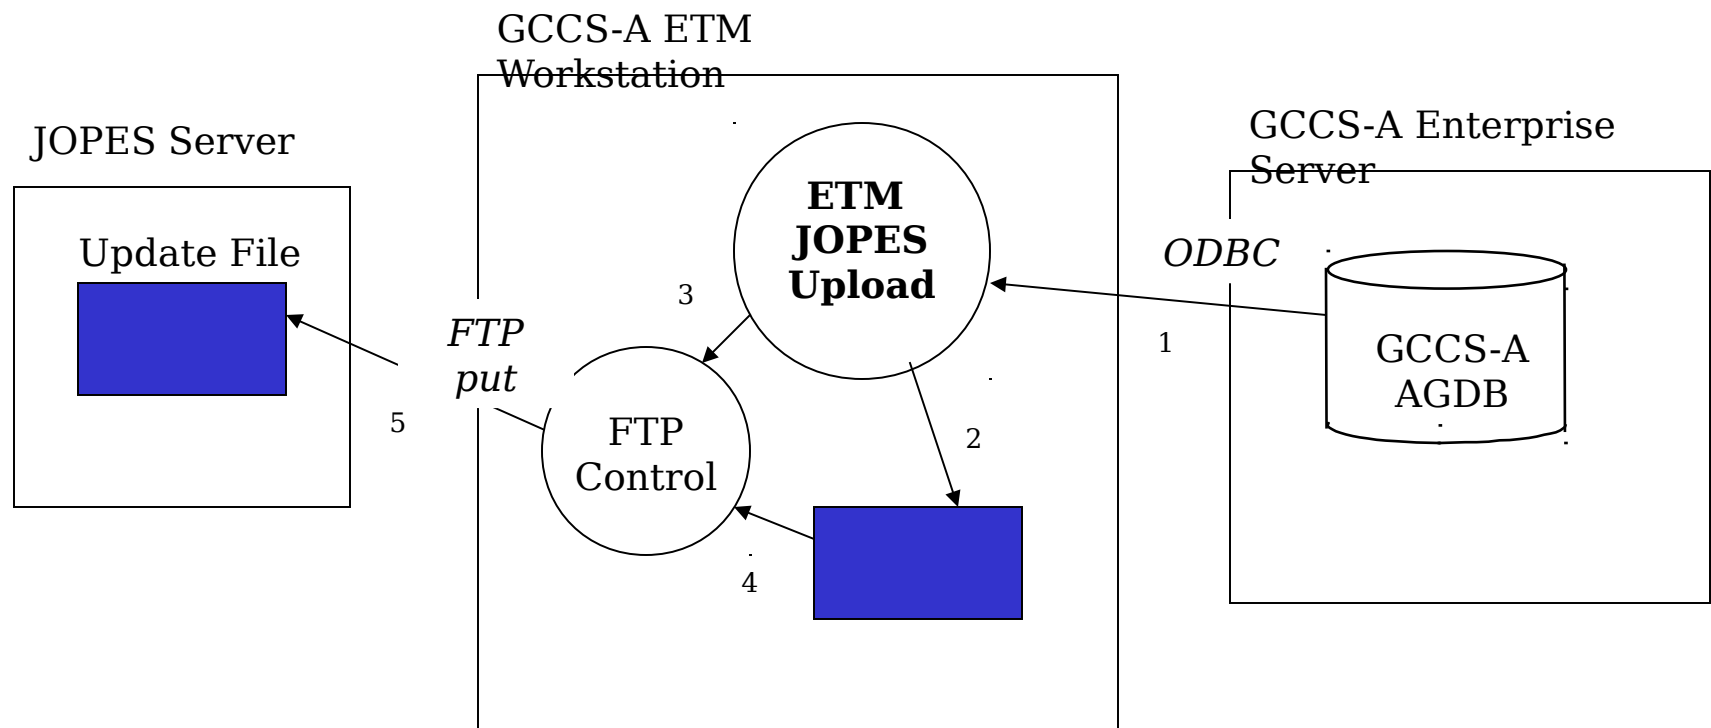 GCCS-A ETM
Workstation
JOPES Server
GCCS-A Enterprise
Server
Update File
ETM
JOPES
Upload
ODBC
3
FTP
put
1
GCCS-A
AGDB
5
FTP
Control
2
4